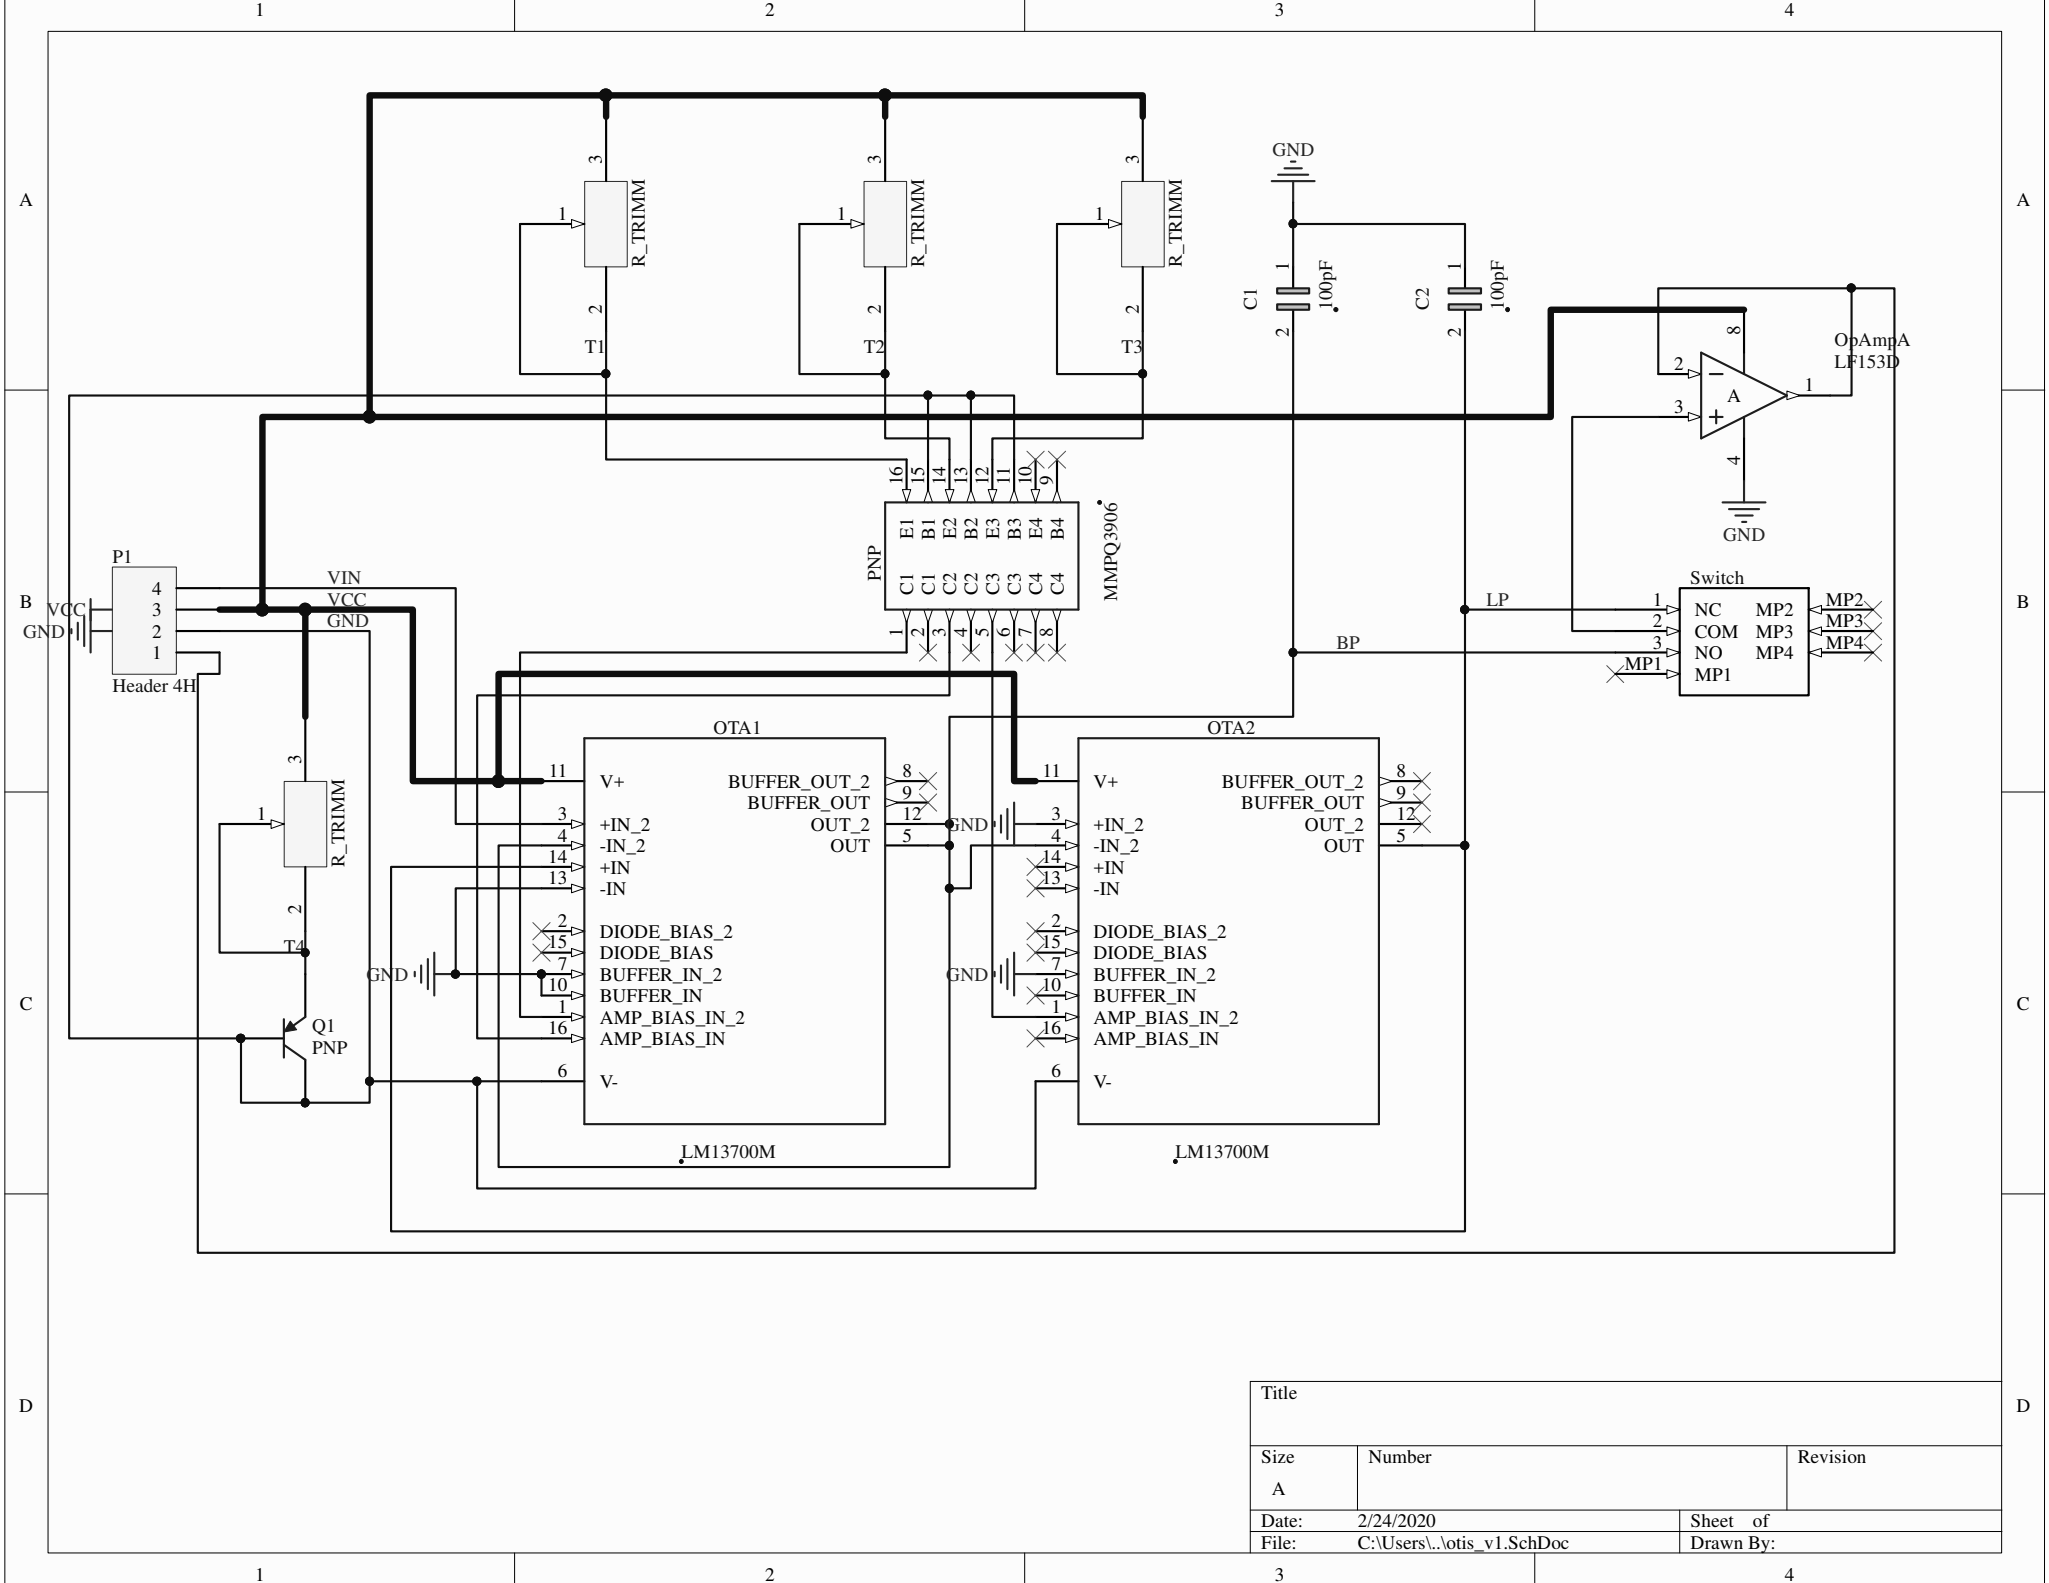 1 2 3 4
A A
B B
C C
D D
1 2 3 4
3
1
R_TRIMM
2
T1
3
1
R_TRIMM
2
T2
3
1
R_TRIMM
2
T3
GND
1
C1
100pF
2
1
C2
100pF
2
8
OpAmpA
LF153D
2
1
A
3
4
GND
16 15 14 13 12 11 10 9
E1 B1 E2 B2 E3 B3 E4 B4
PNP
MMPQ3906
C1 C1 C2 C2 C3 C3 C4 C4
1 2 3 4 5 6 7 8
P1
4 VIN
VCC 3 VCC
GND 2 GND
1
Header 4H
Switch
LP 1 NC MP2 MP2
2 COM MP3 MP3
BP 3 NO MP4 MP4
MP1 MP1
3
1
R_TRIMM
2
T4
Q1
PNP
OTA1
11 V+
BUFFER_OUT_2 8
BUFFER_OUT 9
3 +IN_2 OUT_2 12
4 -IN_2 OUT 5
14 +IN
13 -IN
2 DIODE_BIAS_2
15 DIODE_BIAS
GND 7 BUFFER_IN_2
10 BUFFER_IN
1 AMP_BIAS_IN_2
16 AMP_BIAS_IN
6 V-
LM13700M
OTA2
11 V+
BUFFER_OUT_2 8
BUFFER_OUT 9
GND 3 +IN_2 OUT_2 12
4 -IN_2 OUT 5
14 +IN
13 -IN
2 DIODE_BIAS_2
15 DIODE_BIAS
GND 7 BUFFER_IN_2
10 BUFFER_IN
1 AMP_BIAS_IN_2
16 AMP_BIAS_IN
6 V-
LM13700M
Title
Size Number Revision
A
Date: 2/24/2020 Sheet of
File: C:\Users\..\otis_v1.SchDoc Drawn By: